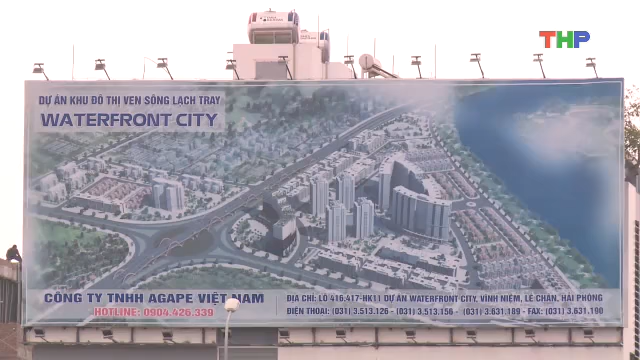 THP
DỰ ÁN KHU ĐÔ THỊ VEN SÔNG LẠCH TRAY
WATERFRONT CITY
CÔNG TY TNHH AGAPE VIỆT NAM
HOTLINE: 0904.426.339
ĐỊA CHỈ: LÔ 416,417-HK11 DỰ ÁN WATERFRONT CITY, VĨNH NIỆM, LÊ CHÂN, HẢI PHÒNG
ĐIỆN THOẠI: (031) 3.513.126 - (031) 3.513.156 - (031) 3.631.189 - FAX: (031) 3.631.190